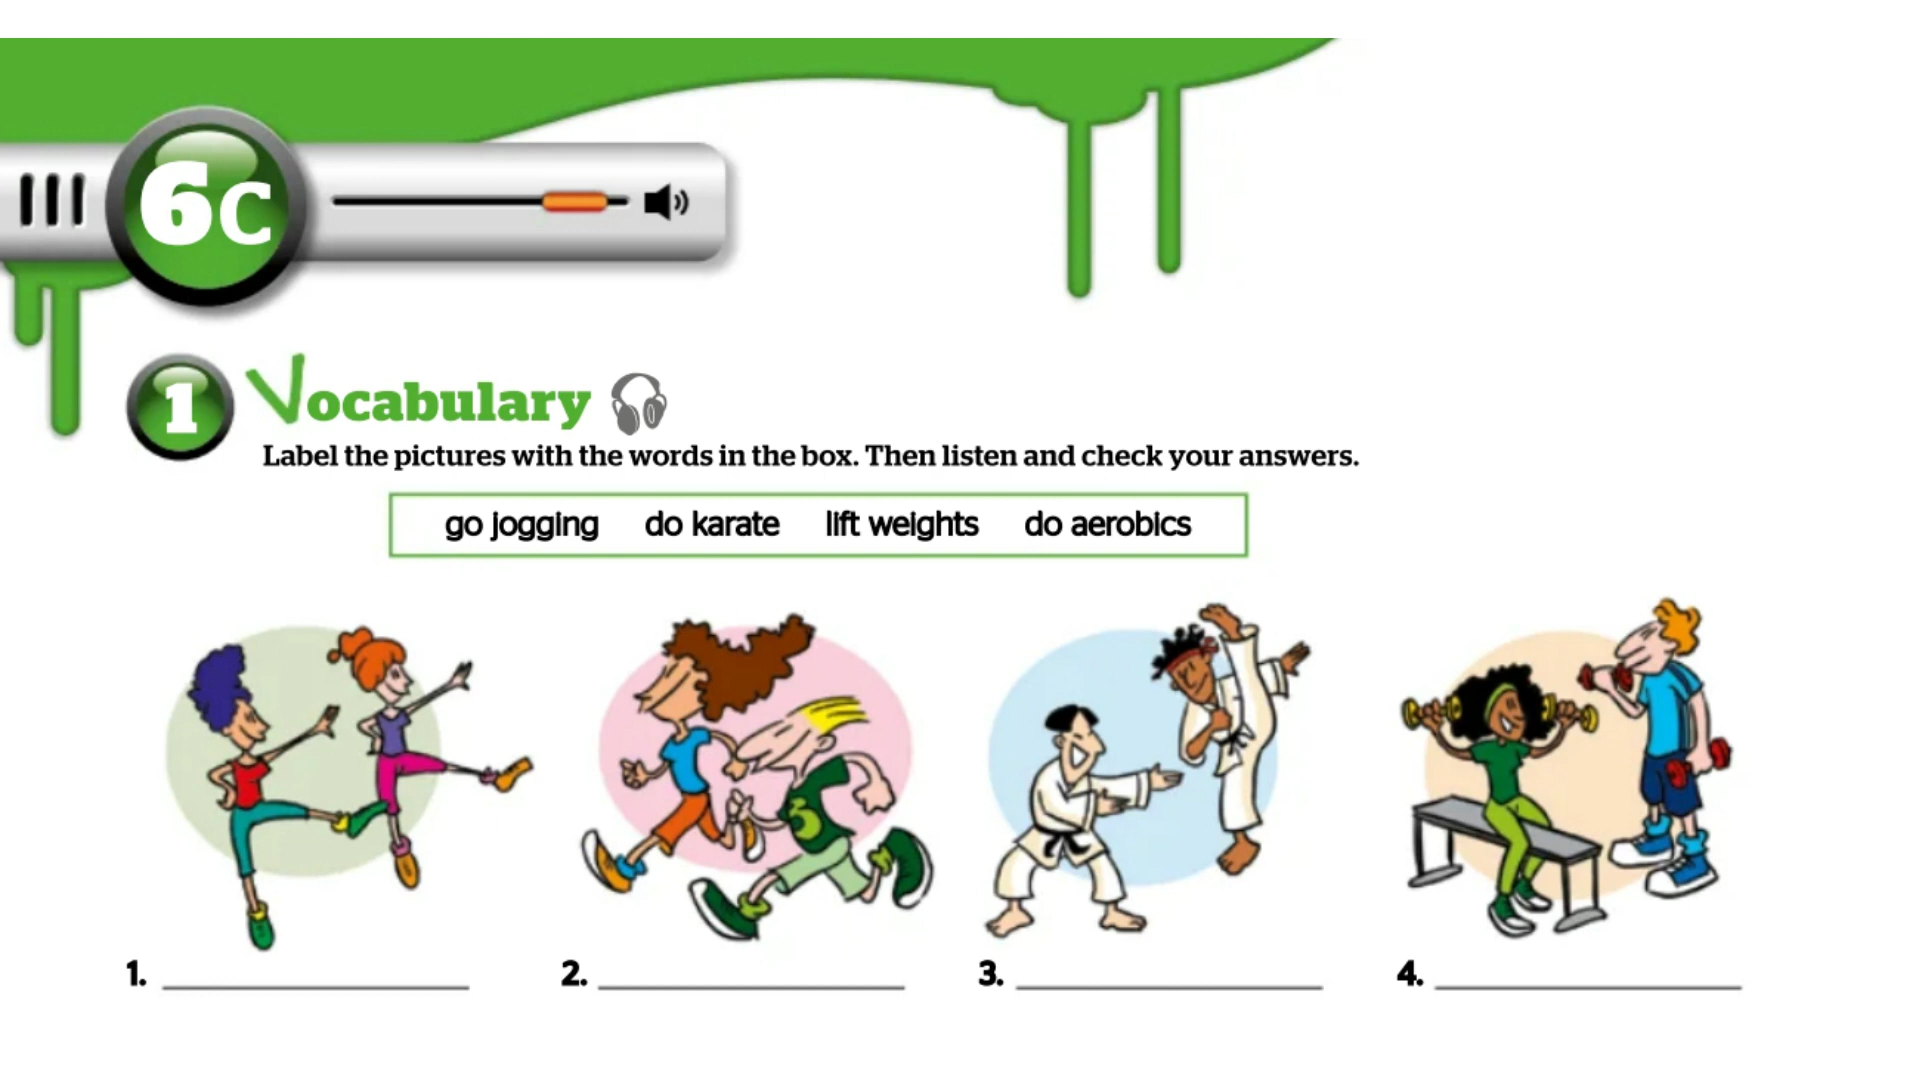 6C
1 Vocabulary
Label the pictures with the words in the box. Then listen and check your answers.
go jogging do karate lift weights do aerobics
3
1. 2. 3. 4.